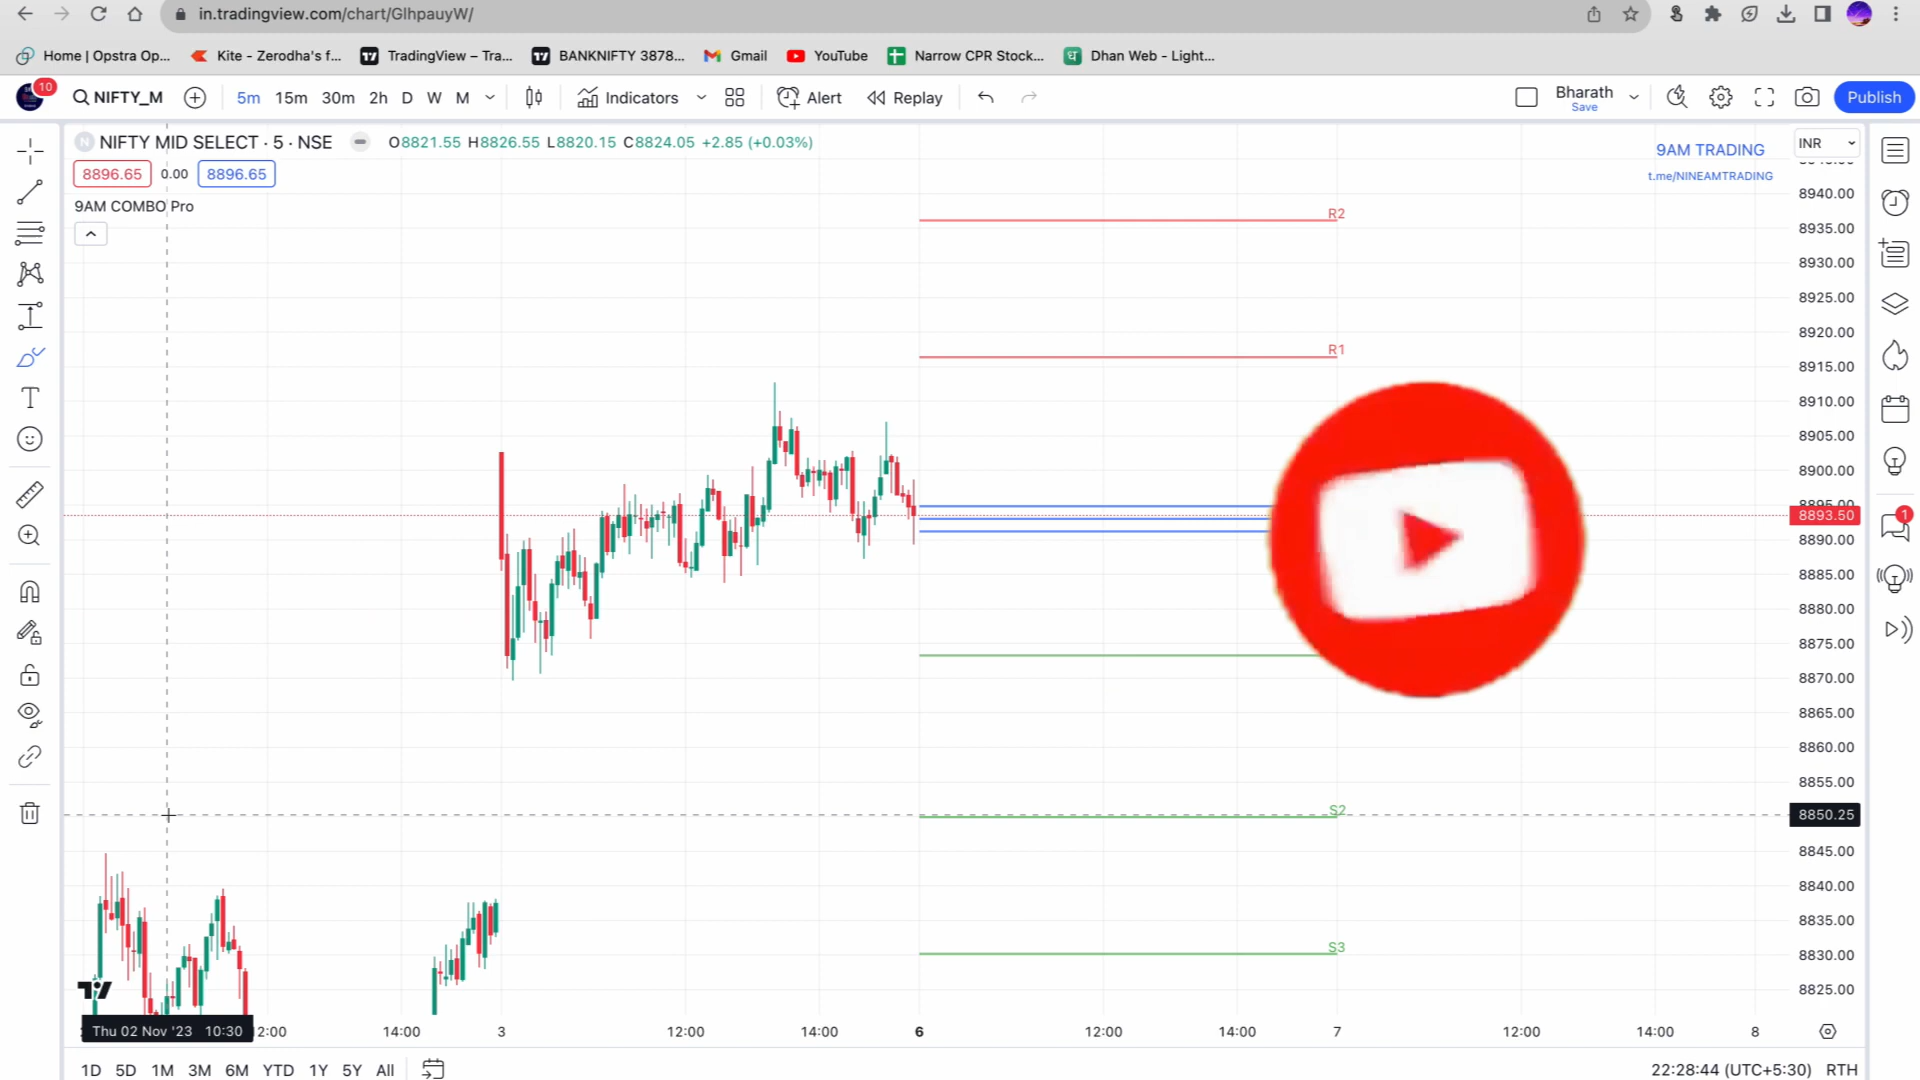 in.tradingview.com/chart/GIhpauyW/
Home | Opstra Op... Kite - Zerodha's f... TradingView – Tra... BANKNIFTY 3878... Gmail YouTube Narrow CPR Stock... Dhan Web - Light...
10 NIFTY_M 5m 15m 30m 2h D W M Indicators Alert Replay Bharath Save Publish
NIFTY MID SELECT · 5 · NSE O8821.55 H8826.55 L8820.15 C8824.05 +2.85 (+0.03%)
9AM TRADING
t.me/NINEAMTRADING
INR
8896.65 0.00 8896.65
9AM COMBO Pro
8940.00
R2
8935.00
8930.00
8925.00
8920.00
R1
8915.00
8910.00
8905.00
8900.00
8895.00
8893.50
1
8890.00
8885.00
8880.00
8875.00
8870.00
8865.00
8860.00
8855.00
S2
8850.25
8845.00
8840.00
8835.00
S3
8830.00
8825.00
Thu 02 Nov '23 10:30 2:00 14:00 3 12:00 14:00 6 12:00 14:00 7 12:00 14:00 8
1D 5D 1M 3M 6M YTD 1Y 5Y All 22:28:44 (UTC+5:30) RTH